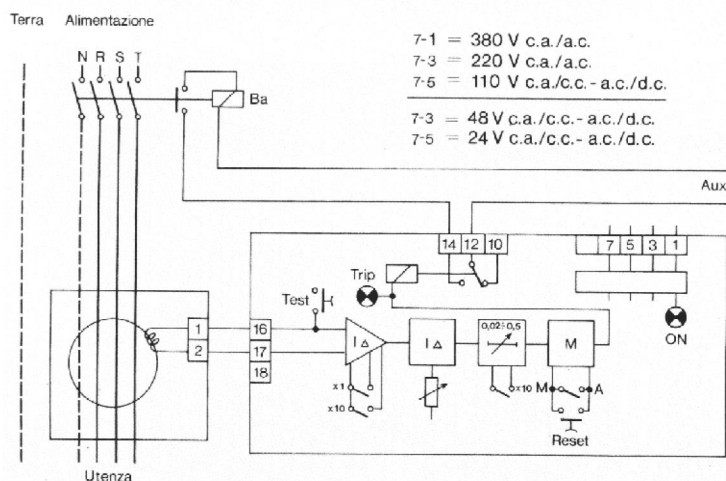 Terra Alimentazione
N R S T
Ba
7-1 = 380 V c.a./a.c.
7-3 = 220 V c.a./a.c.
7-5 = 110 V c.a./c.c.-a.c./d.c.
7-3 = 48 V c.a./c.c.-a.c./d.c.
7-5 = 24 V c.a./c.c.-a.c./d.c.
Aux
14 12 10
7 5 3 1
Trip
Test
ON
1
2
16
17
18
I Δ
I Δ
0,02÷0,5
M
x1
x10
x10
M
A
Reset
Utenza